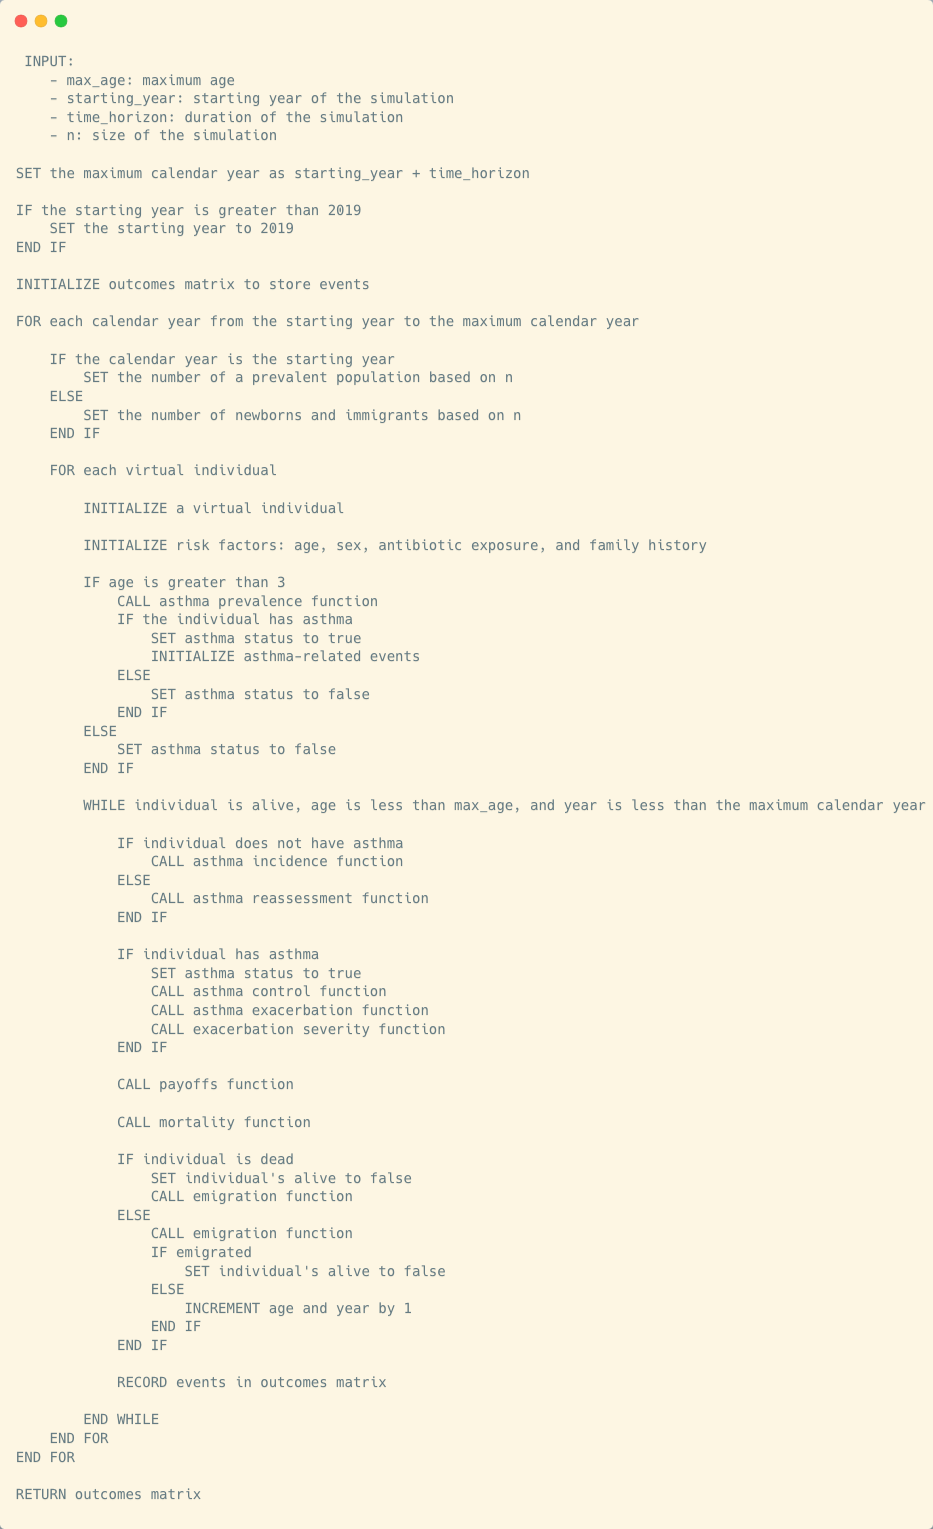 INPUT:
- max_age: maximum age
- starting_year: starting year of the simulation
- time_horizon: duration of the simulation
- n: size of the simulation
SET the maximum calendar year as starting_year + time_horizon
IF the starting year is greater than 2019
SET the starting year to 2019
END IF
INITIALIZE outcomes matrix to store events
FOR each calendar year from the starting year to the maximum calendar year
IF the calendar year is the starting year
SET the number of a prevalent population based on n
ELSE
SET the number of newborns and immigrants based on n
END IF
FOR each virtual individual
INITIALIZE a virtual individual
INITIALIZE risk factors: age, sex, antibiotic exposure, and family history
IF age is greater than 3
CALL asthma prevalence function
IF the individual has asthma
SET asthma status to true
INITIALIZE asthma-related events
ELSE
SET asthma status to false
END IF
ELSE
SET asthma status to false
END IF
WHILE individual is alive, age is less than max_age, and year is less than the maximum calendar year
IF individual does not have asthma
CALL asthma incidence function
ELSE
CALL asthma reassessment function
END IF
IF individual has asthma
SET asthma status to true
CALL asthma control function
CALL asthma exacerbation function
CALL exacerbation severity function
END IF
CALL payoffs function
CALL mortality function
IF individual is dead
SET individual's alive to false
CALL emigration function
ELSE
CALL emigration function
IF emigrated
SET individual's alive to false
ELSE
INCREMENT age and year by 1
END IF
END IF
RECORD events in outcomes matrix
END WHILE
END FOR
END FOR
RETURN outcomes matrix